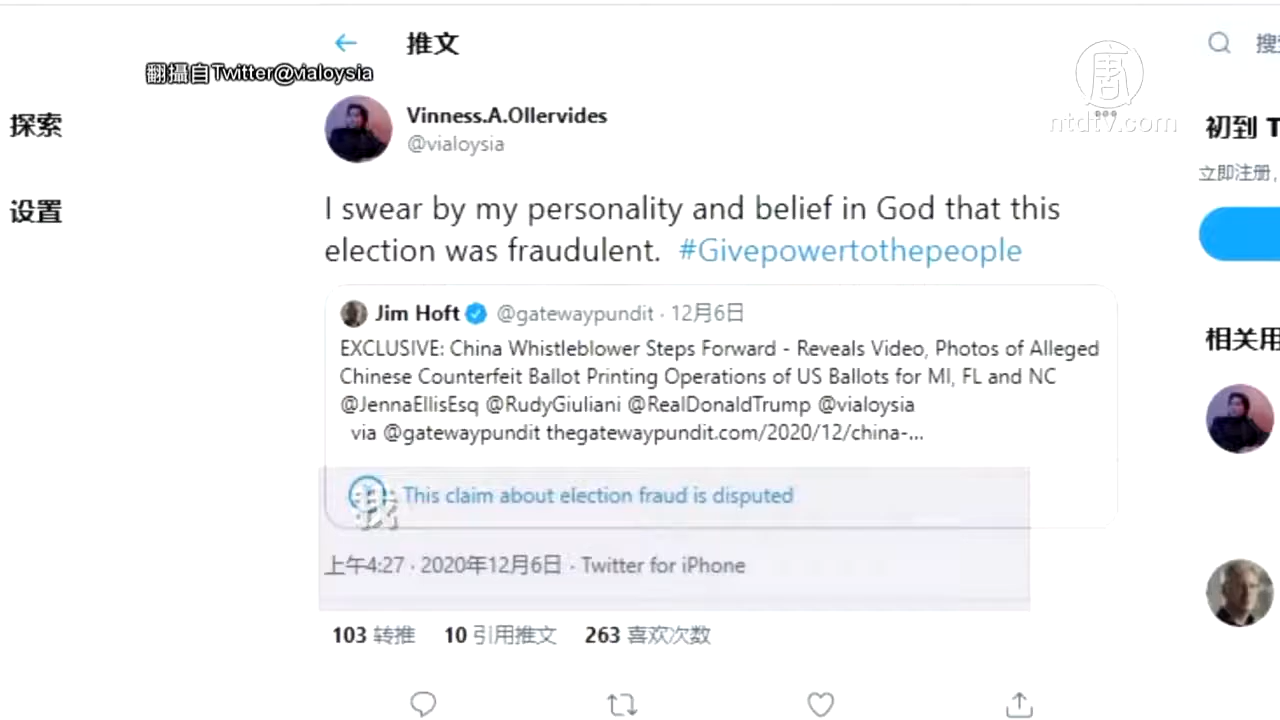 推文
翻攝自Twitter@vialoysia
唐
ntdtv.com
探索
设置
Vinness.A.Ollervides
@vialoysia
I swear by my personality and belief in God that this
election was fraudulent. #Givepowertothepeople
Jim Hoft @gatewaypundit · 12月6日
EXCLUSIVE: China Whistleblower Steps Forward - Reveals Video, Photos of Alleged
Chinese Counterfeit Ballot Printing Operations of US Ballots for MI, FL and NC
@JennaEllisEsq @RudyGiuliani @RealDonaldTrump @vialoysia
via @gatewaypundit thegatewaypundit.com/2020/12/china-...
This claim about election fraud is disputed
我
上午4:27 · 2020年12月6日 · Twitter for iPhone
103 转推 10 引用推文 263 喜欢次数
初到 T
立即注册,
相关用